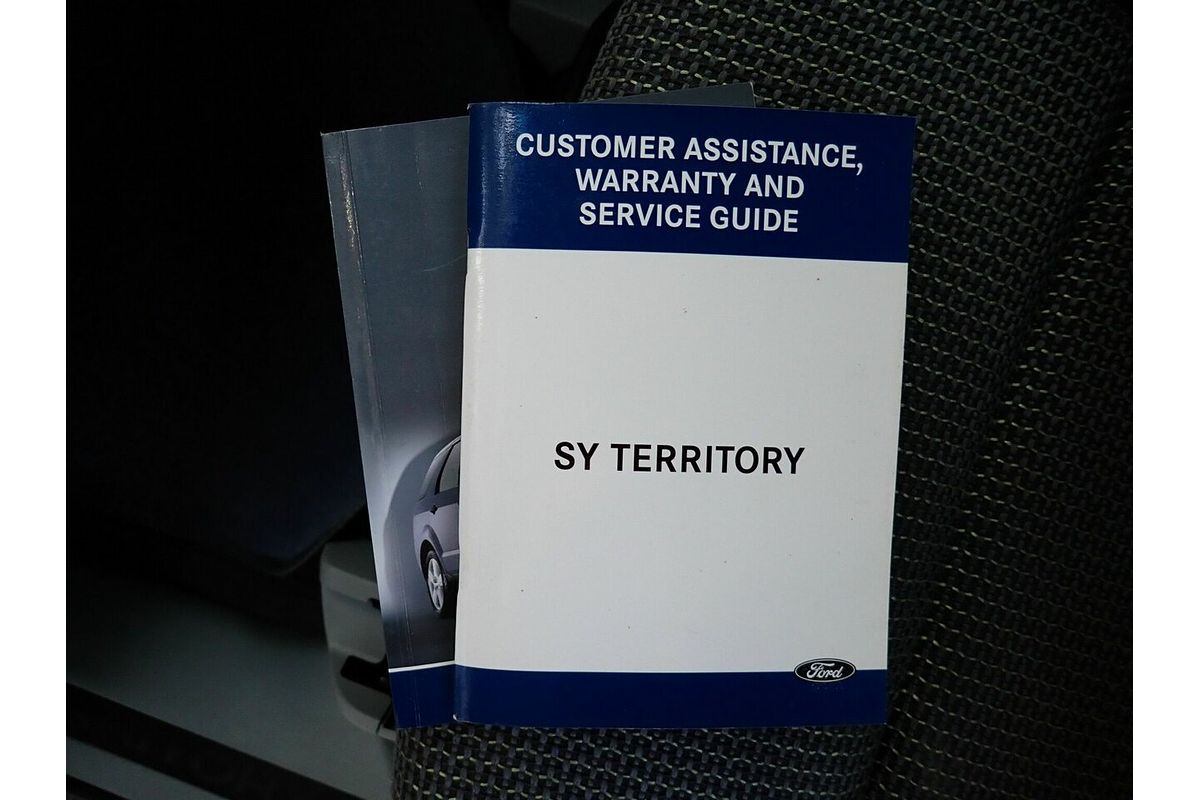 CUSTOMER ASSISTANCE,
WARRANTY AND
SERVICE GUIDE
SY TERRITORY
Ford